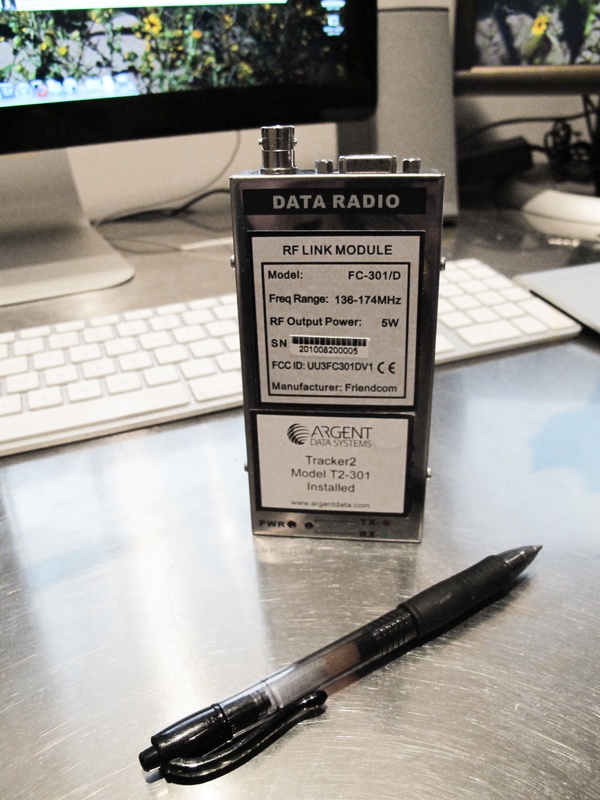 DATA RADIO
RF LINK MODULE
Model: FC-301/D
Freq Range: 136-174MHz
RF Output Power: 5W
SN
201008200005
FCC ID: UU3FC301DV1 CE
Manufacturer: Friendcom
ARGENT
DATA SYSTEMS
Tracker2
Model T2-301
Installed
www.argentdata.com
PWR TX
RX